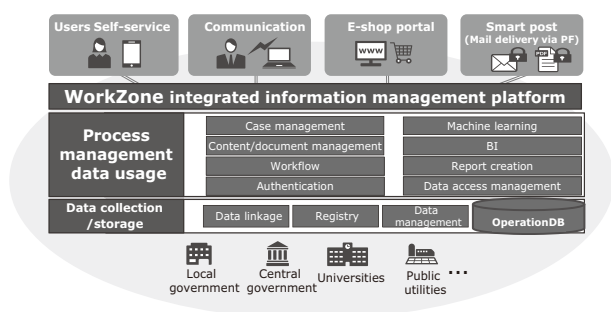 Users Self-service
Communication
E-shop portal
Smart post
(Mail delivery via PF)
www
PDF
WorkZone integrated information management platform
Process
management
data usage
Case management
Machine learning
Content/document management
BI
Workflow
Report creation
Authentication
Data access management
Data collection
/storage
Data linkage
Registry
Data
management
OperationDB
Local
government
Central
government
Universities
Public
utilities
...